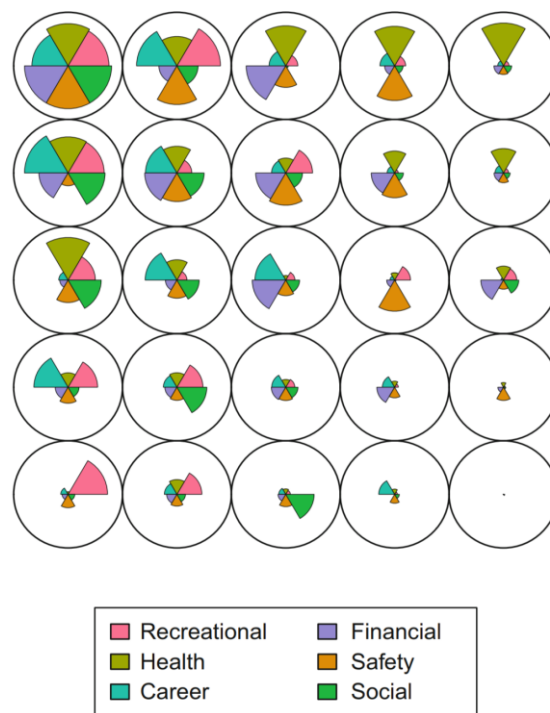 Recreational
Health
Career
Financial
Safety
Social